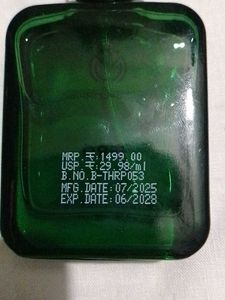 MRP.₹:1499.00
USP.₹:29.98/ml
B.NO.B-THRP053
MFG.DATE:07/2025
EXP.DATE:06/2028